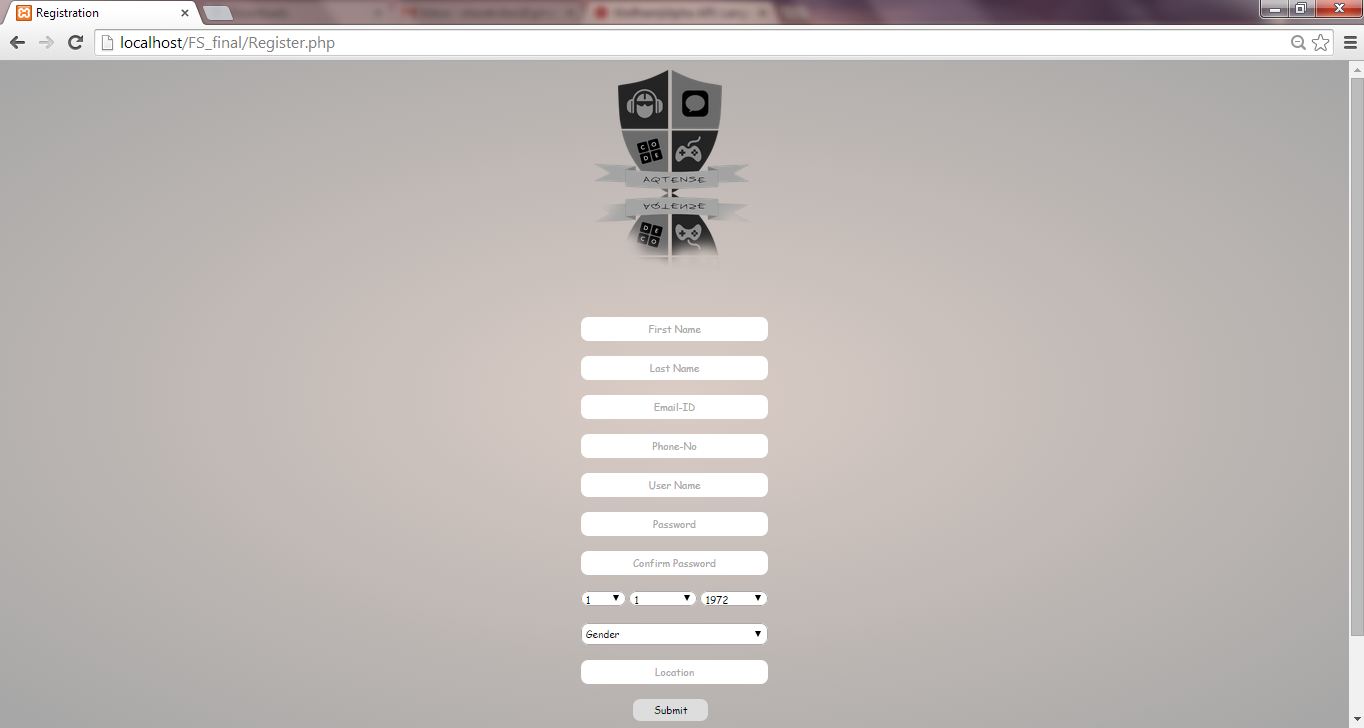 Registration
localhost/FS_final/Register.php
C O
D E
AQTENSE
AQTENSE
D E
C O
First Name
Last Name
Email-ID
Phone-No
User Name
Password
Confirm Password
1 1 1972
Gender
Location
Submit